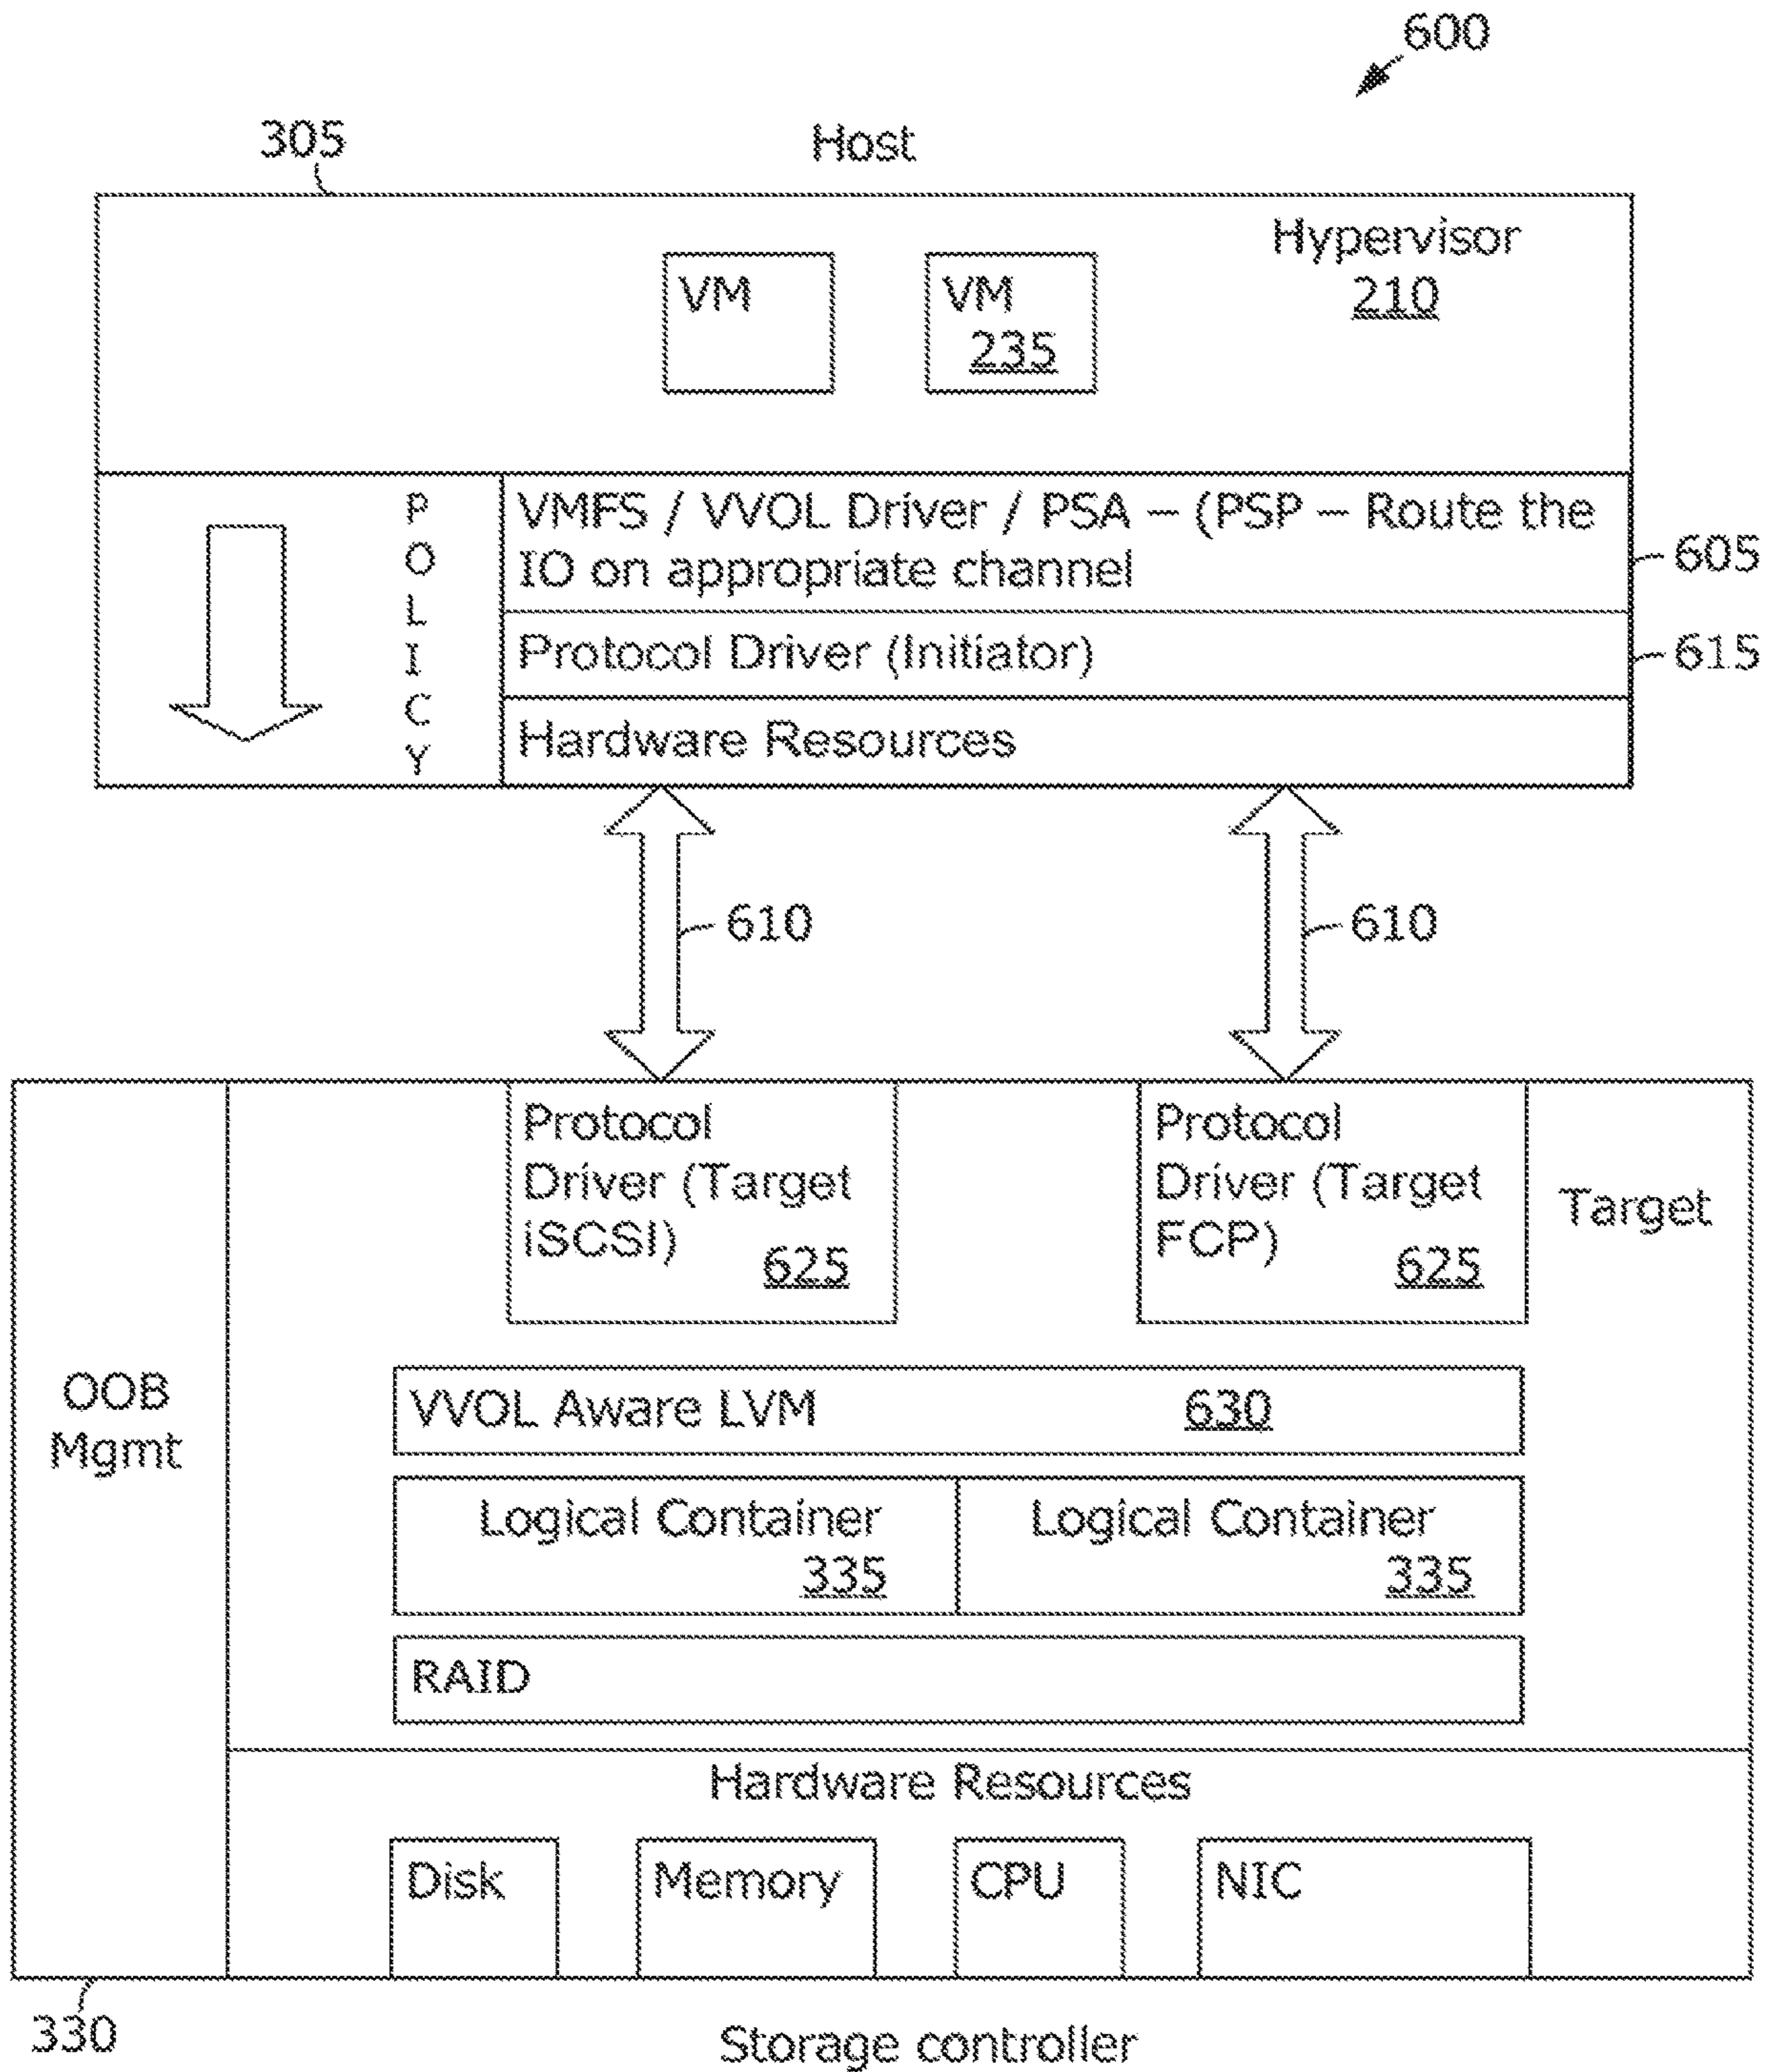 600
305
Host
Hypervisor
210
VM
VM
235
POLICY
VMFS / VVOL Driver / PSA – (PSP – Route the
IO on appropriate channel
605
Protocol Driver (Initiator)
615
Hardware Resources
610
610
Protocol
Driver (Target
iSCSI)
625
Protocol
Driver (Target
FCP)
625
Target
OOB
Mgmt
VVOL Aware LVM
630
Logical Container
335
Logical Container
335
RAID
Hardware Resources
Disk
Memory
CPU
NIC
330
Storage controller